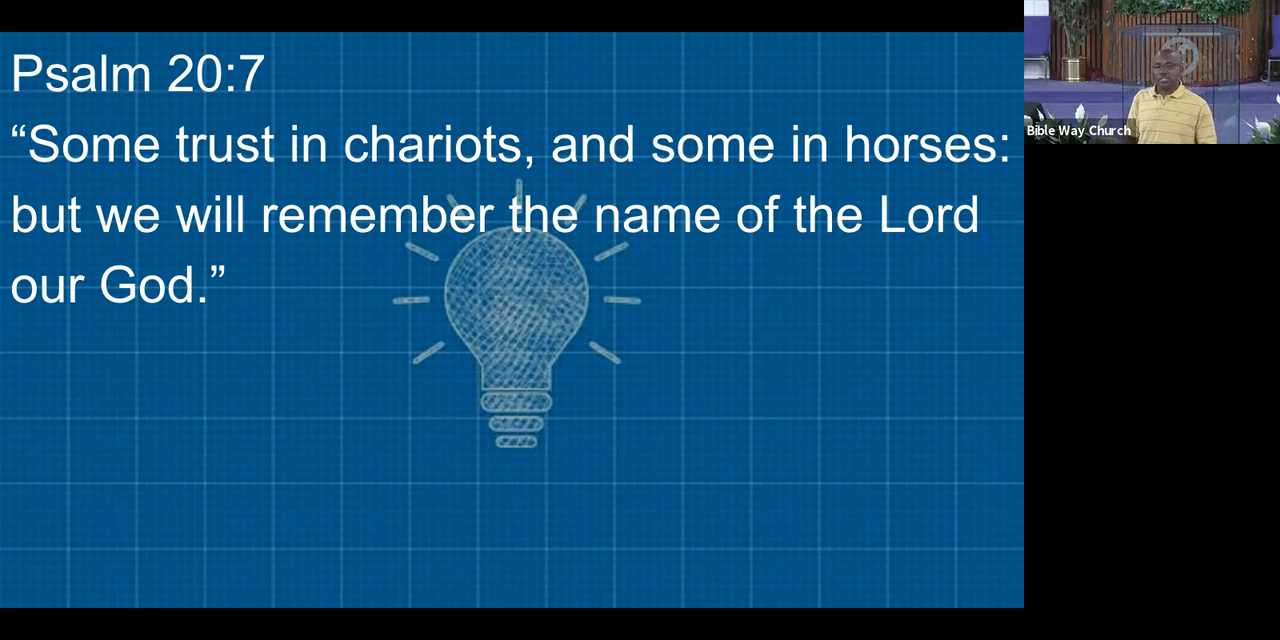 Psalm 20:7
“Some trust in chariots, and some in horses:
but we will remember the name of the Lord
our God.”
Bible Way Church